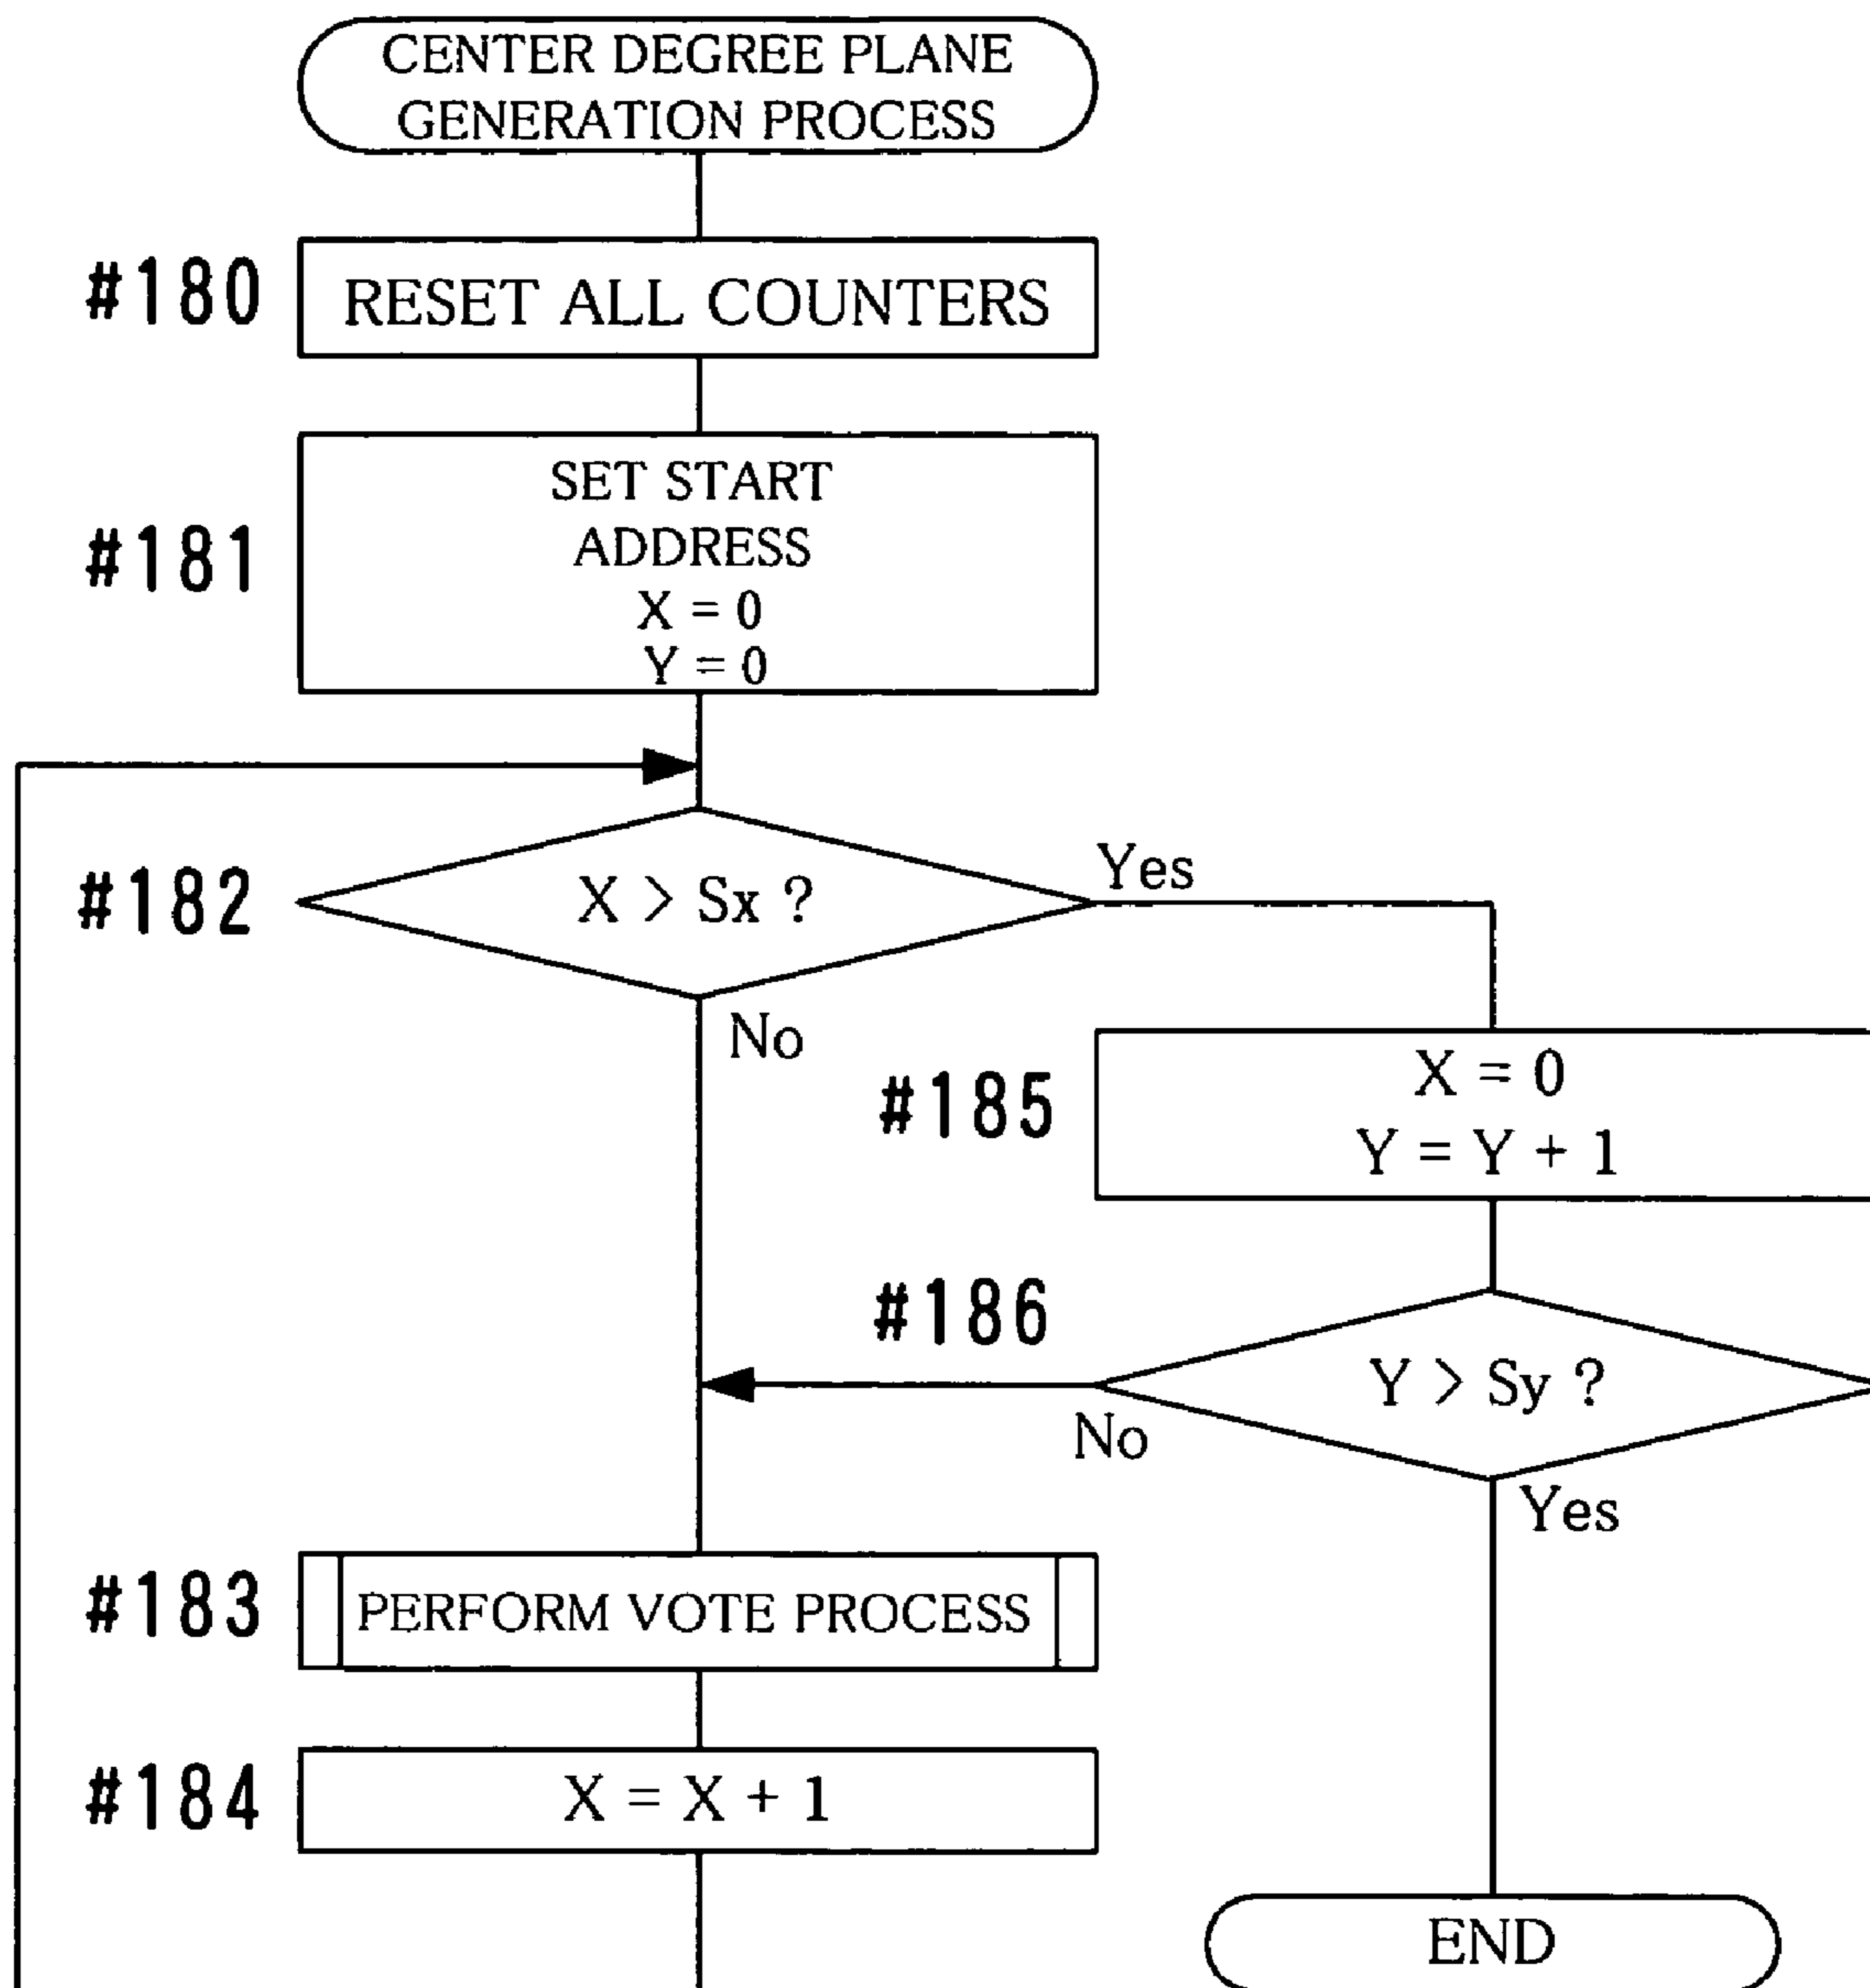 CENTER DEGREE PLANE
GENERATION PROCESS
#180
RESET ALL COUNTERS
#181
SET START
ADDRESS
X = 0
Y = 0
#182
X > Sx ?
Yes
No
#185
X = 0
Y = Y + 1
#186
Y > Sy ?
No
Yes
#183
PERFORM VOTE PROCESS
#184
X = X + 1
END